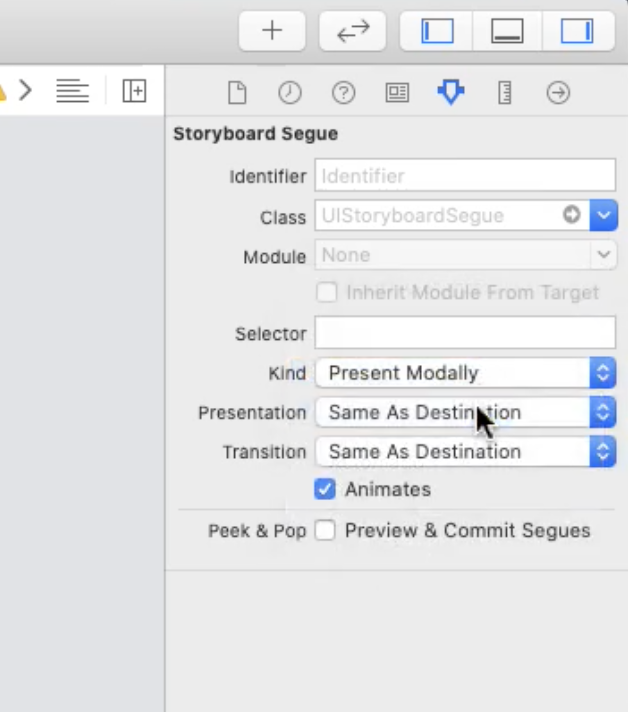 Storyboard Segue
Identifier Identifier
Class UIStoryboardSegue
Module None
Inherit Module From Target
Selector
Kind Present Modally
Presentation Same As Destination
Transition Same As Destination
Animates
Peek & Pop Preview & Commit Segues